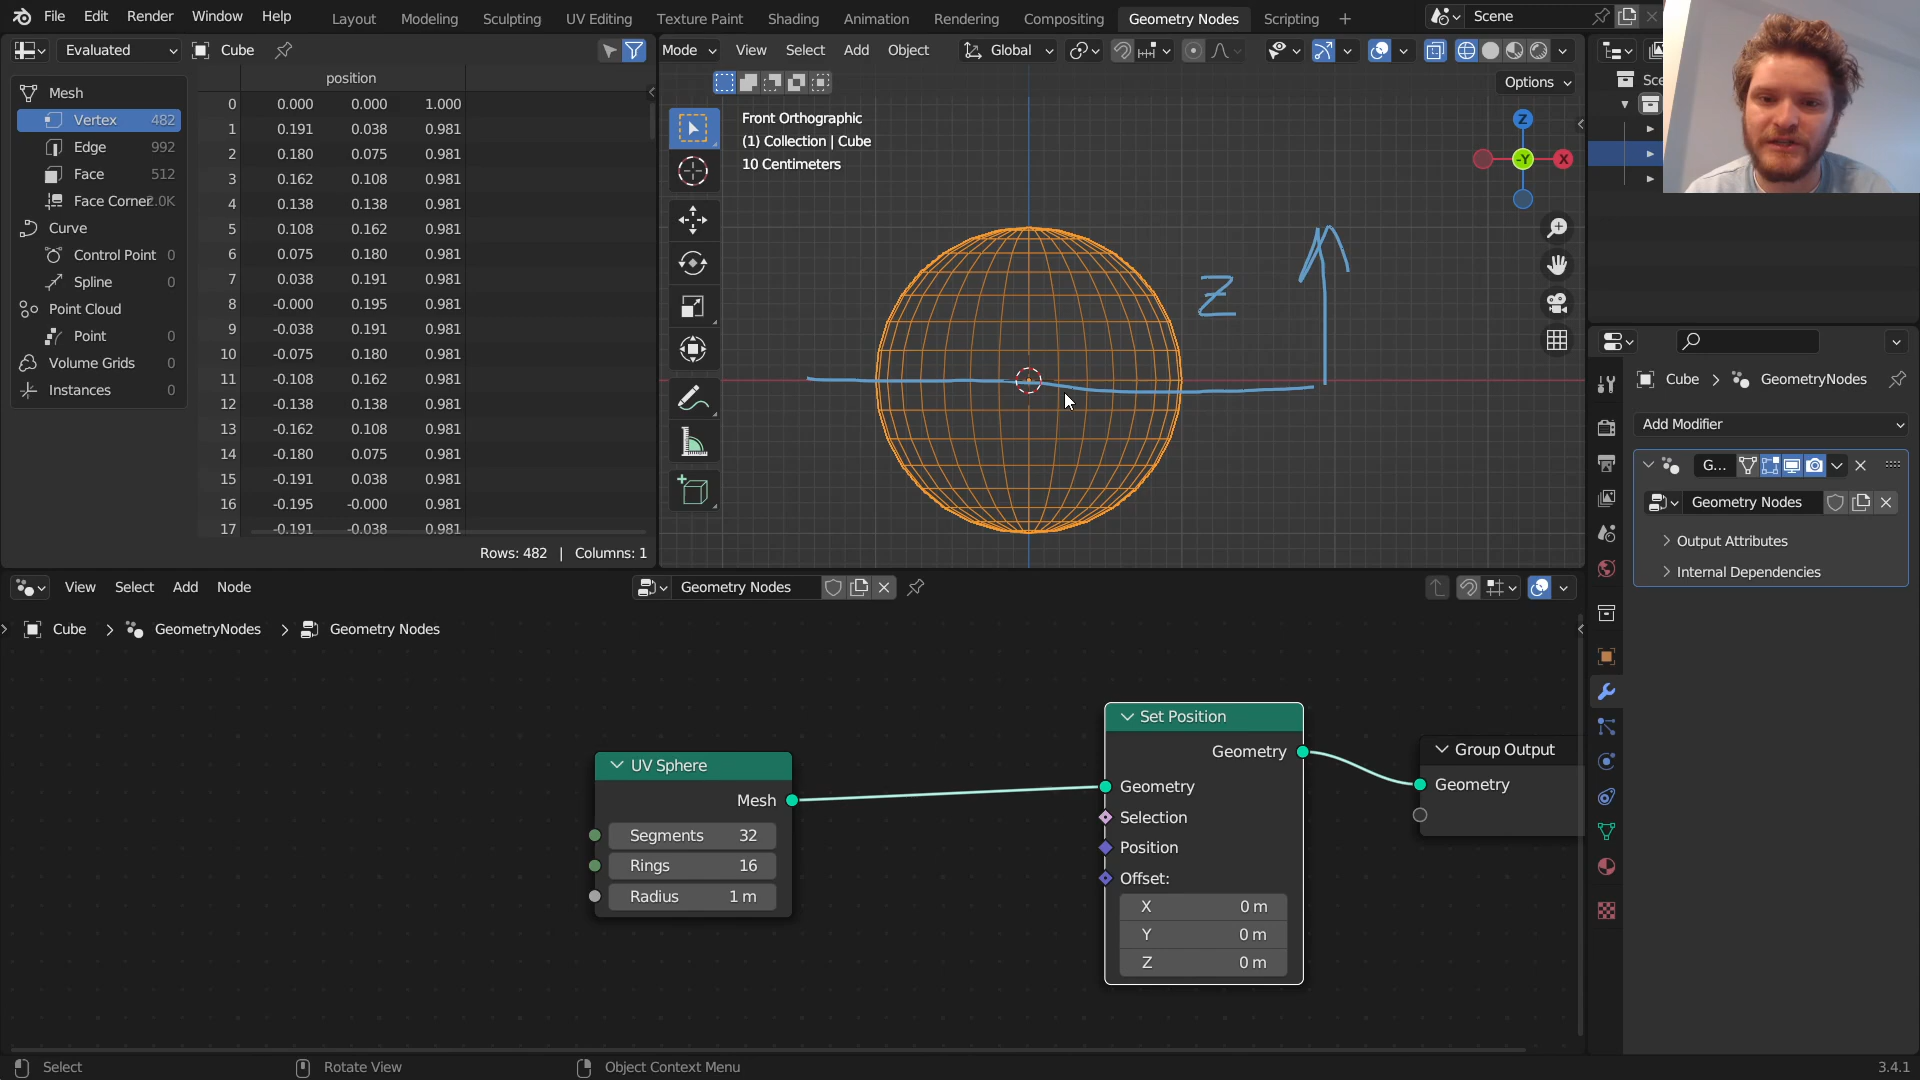 File Edit Render Window Help Layout Modeling Sculpting UV Editing Texture Paint Shading Animation Rendering Compositing Geometry Nodes Scripting + Scene
Evaluated Cube
Mode View Select Add Object Global
Options
position
Mesh
Vertex 482
Edge 992
Face 512
Face Corner 2.0K
Curve
Control Point 0
Spline 0
Point Cloud
Point 0
Volume Grids 0
Instances 0
0 0.000 0.000 1.000
1 0.191 0.038 0.981
2 0.180 0.075 0.981
3 0.162 0.108 0.981
4 0.138 0.138 0.981
5 0.108 0.162 0.981
6 0.075 0.180 0.981
7 0.038 0.191 0.981
8 -0.000 0.195 0.981
9 -0.038 0.191 0.981
10 -0.075 0.180 0.981
11 -0.108 0.162 0.981
12 -0.138 0.138 0.981
13 -0.162 0.108 0.981
14 -0.180 0.075 0.981
15 -0.191 0.038 0.981
16 -0.195 -0.000 0.981
17 -0.191 -0.038 0.981
Rows: 482 | Columns: 1
Front Orthographic
(1) Collection | Cube
10 Centimeters
Z
Z
-Y X
Cube > GeometryNodes
Add Modifier
G...
Geometry Nodes
Output Attributes
Internal Dependencies
View Select Add Node
Geometry Nodes
Cube > GeometryNodes > Geometry Nodes
UV Sphere
Mesh
Segments 32
Rings 16
Radius 1 m
Set Position
Geometry
Geometry
Selection
Position
Offset:
X 0 m
Y 0 m
Z 0 m
Group Output
Geometry
Select Rotate View Object Context Menu 3.4.1